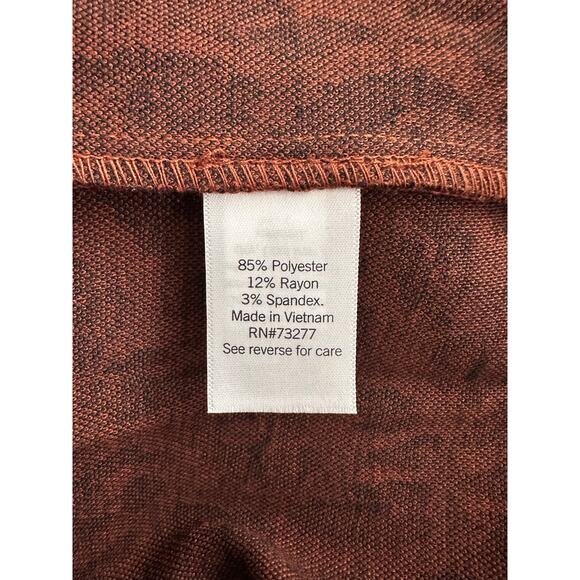 85% Polyester
12% Rayon
3% Spandex.
Made in Vietnam
RN#73277
See reverse for care